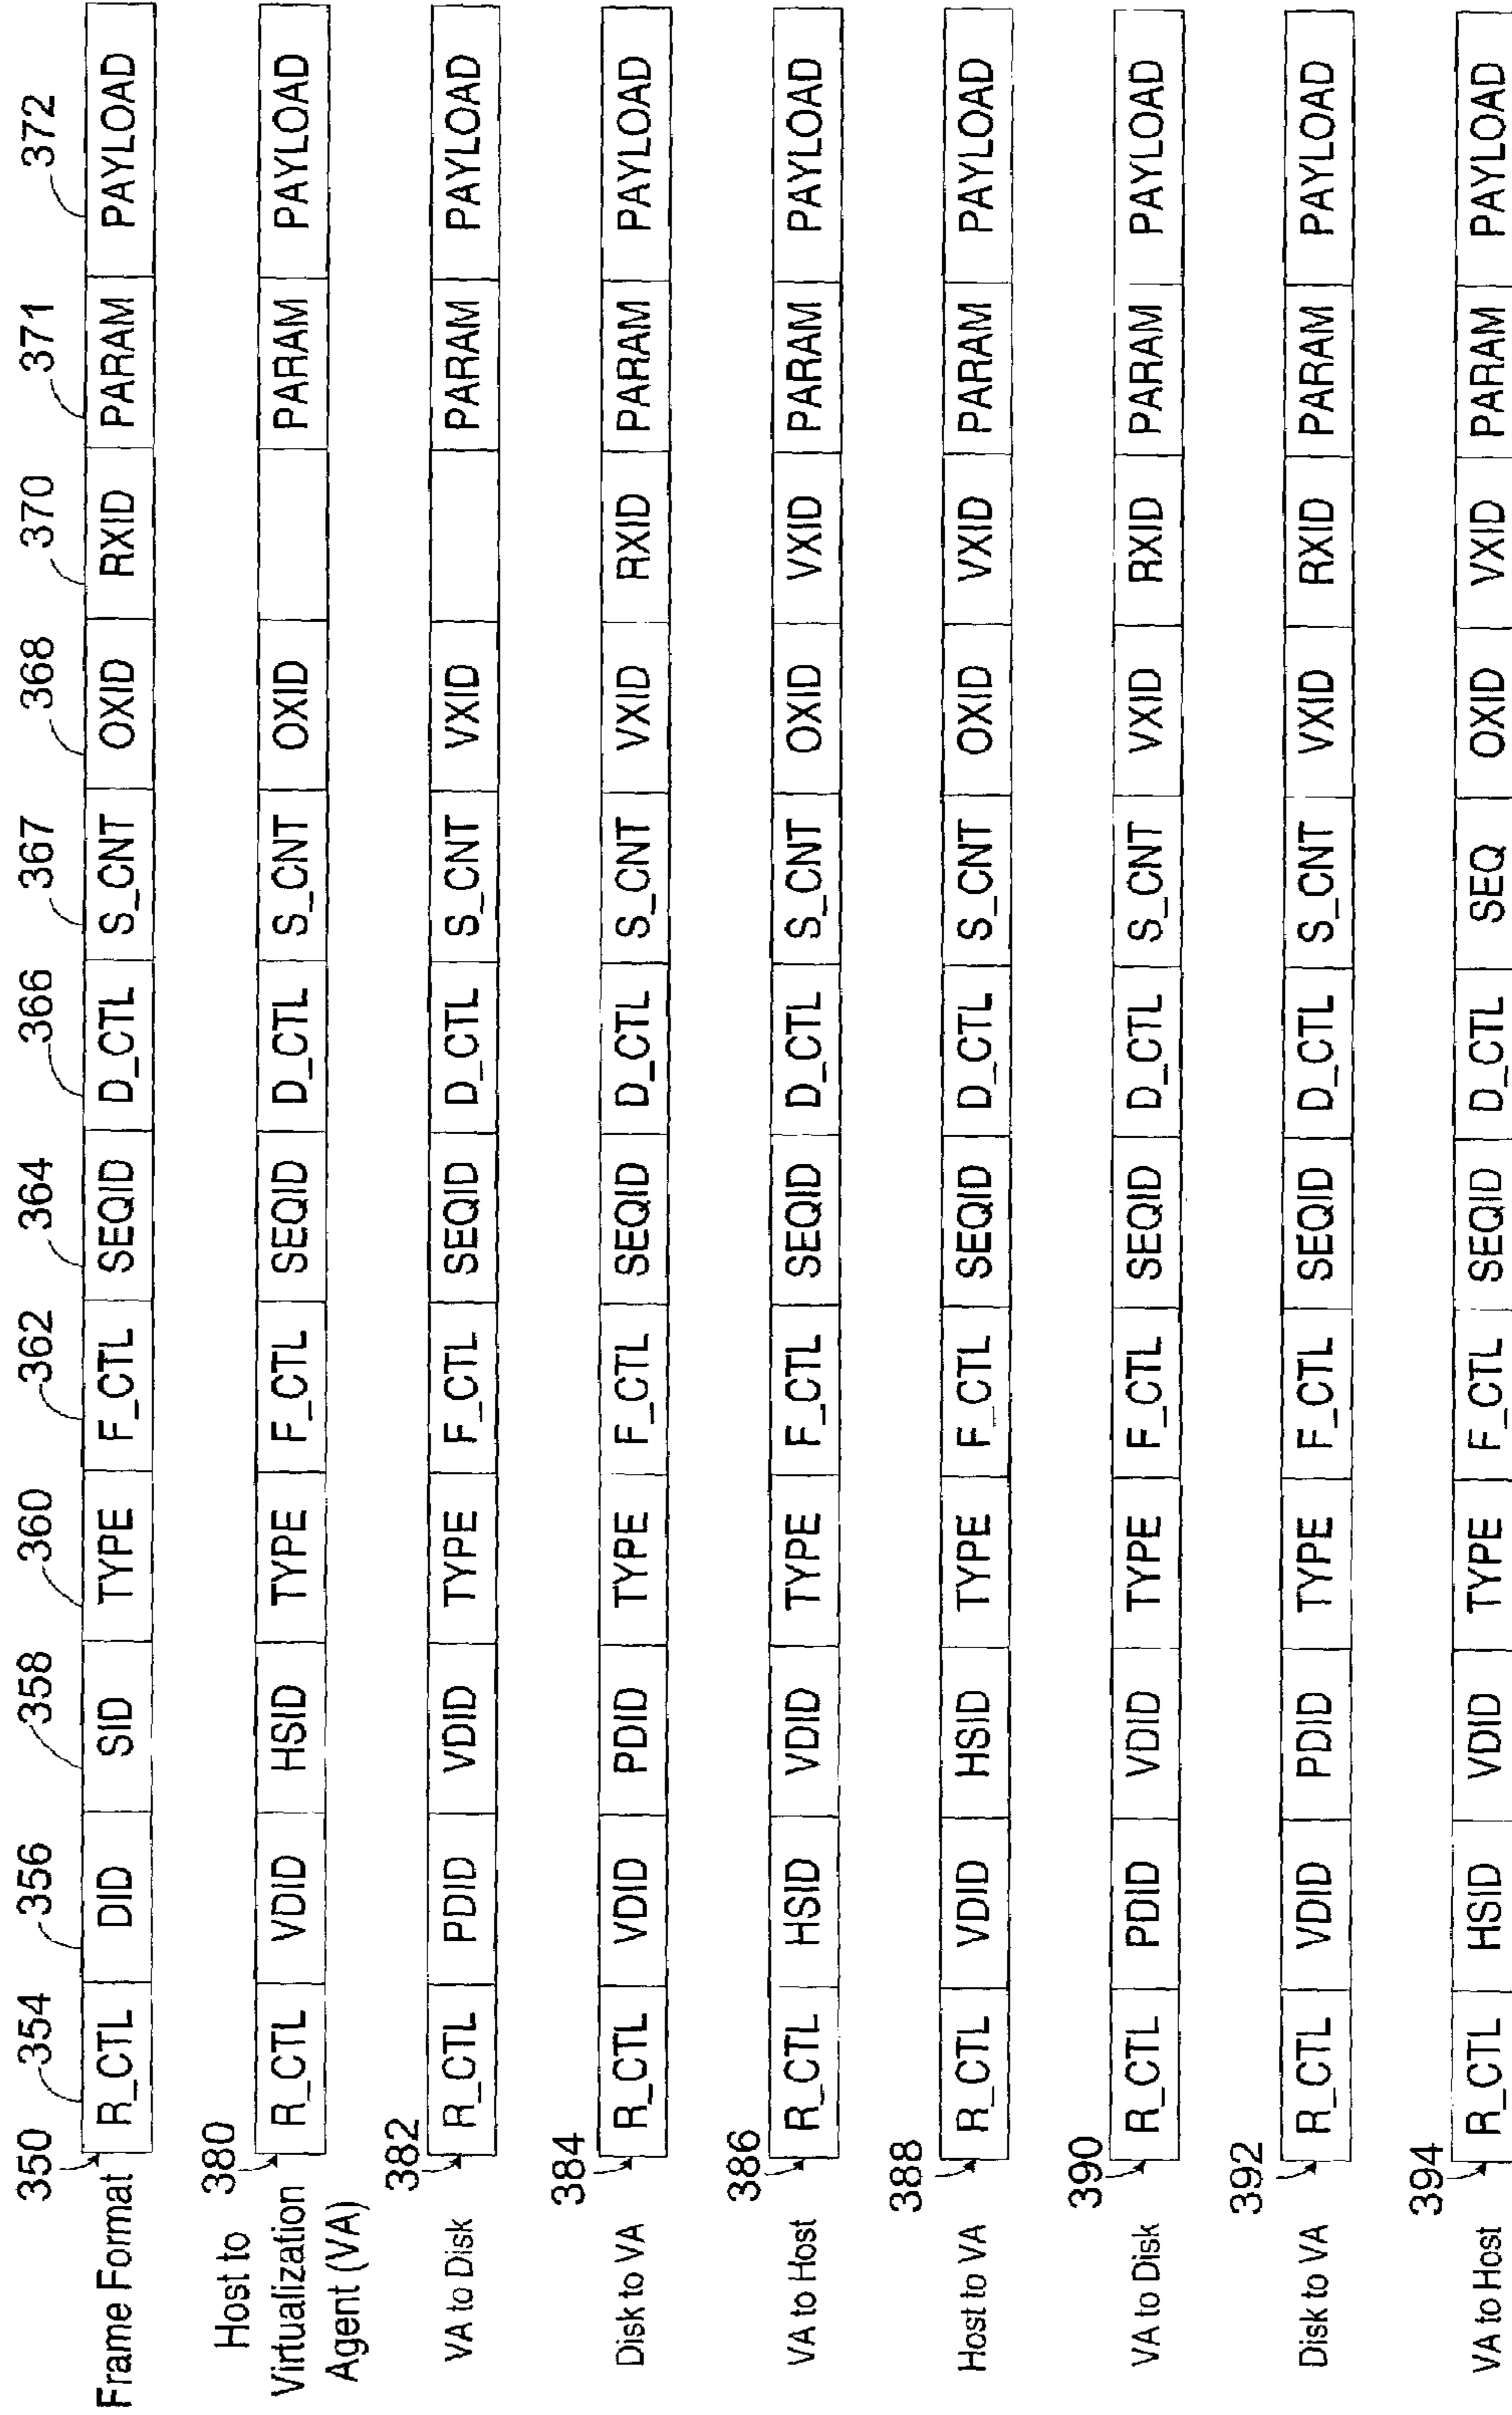 350 354 356 358 360 362 364 366 367 368 370 371 372
Frame Format R_CTL DID SID TYPE F_CTL SEQID D_CTL S_CNT OXID RXID PARAM PAYLOAD
380
Host to
Virtualization
Agent (VA)
R_CTL VDID HSID TYPE F_CTL SEQID D_CTL S_CNT OXID PARAM PAYLOAD
382
VA to Disk R_CTL PDID VDID TYPE F_CTL SEQID D_CTL S_CNT VXID PARAM PAYLOAD
384
Disk to VA R_CTL VDID PDID TYPE F_CTL SEQID D_CTL S_CNT VXID RXID PARAM PAYLOAD
386
VA to Host R_CTL HSID VDID TYPE F_CTL SEQID D_CTL S_CNT OXID VXID PARAM PAYLOAD
388
Host to VA R_CTL VDID HSID TYPE F_CTL SEQID D_CTL S_CNT OXID VXID PARAM PAYLOAD
390
VA to Disk R_CTL PDID VDID TYPE F_CTL SEQID D_CTL S_CNT VXID RXID PARAM PAYLOAD
392
Disk to VA R_CTL VDID PDID TYPE F_CTL SEQID D_CTL S_CNT VXID RXID PARAM PAYLOAD
394
VA to Host R_CTL HSID VDID TYPE F_CTL SEQID D_CTL SEQ OXID VXID PARAM PAYLOAD